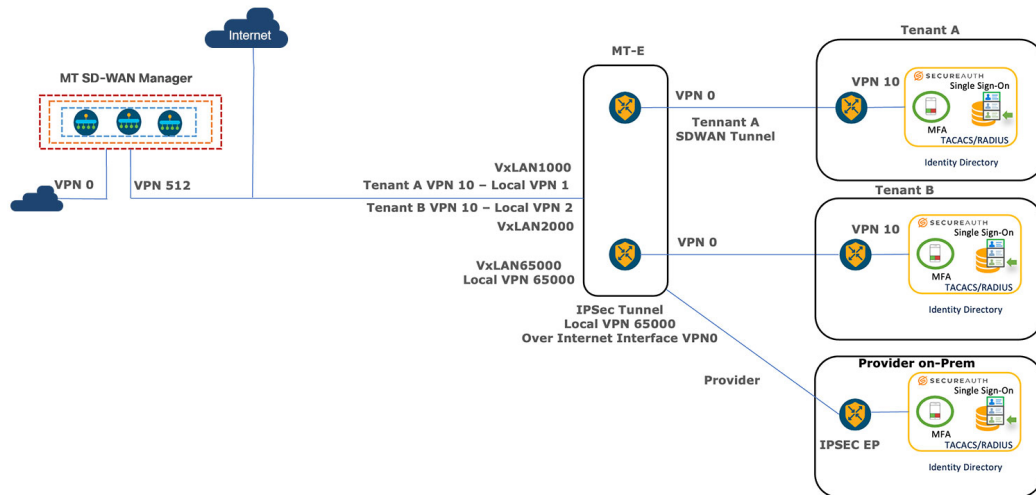 Internet
MT SD-WAN Manager
VPN 0
VPN 512
VxLAN1000
Tenant A VPN 10 – Local VPN 1
Tenant B VPN 10 – Local VPN 2
VxLAN2000
VxLAN65000
Local VPN 65000
MT-E
IPSec Tunnel
Local VPN 65000
Over Internet Interface VPN0
VPN 0
Tennant A
SDWAN Tunnel
VPN 0
Provider
Tenant A
VPN 10
SECUREAUTH
Single Sign-On
MFA
TACACS/RADIUS
Identity Directory
Tenant B
VPN 10
SECUREAUTH
Single Sign-On
MFA
TACACS/RADIUS
Identity Directory
Provider on-Prem
IPSEC EP
SECUREAUTH
Single Sign-On
MFA
TACACS/RADIUS
Identity Directory